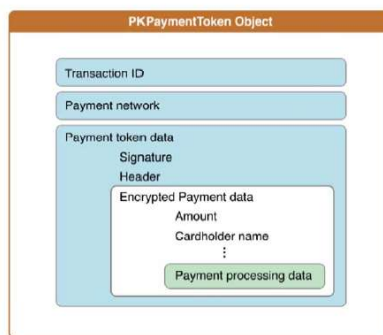 PKPaymentToken Object
Transaction ID
Payment network
Payment token data
Signature
Header
Encrypted Payment data
Amount
Cardholder name
⋮
Payment processing data